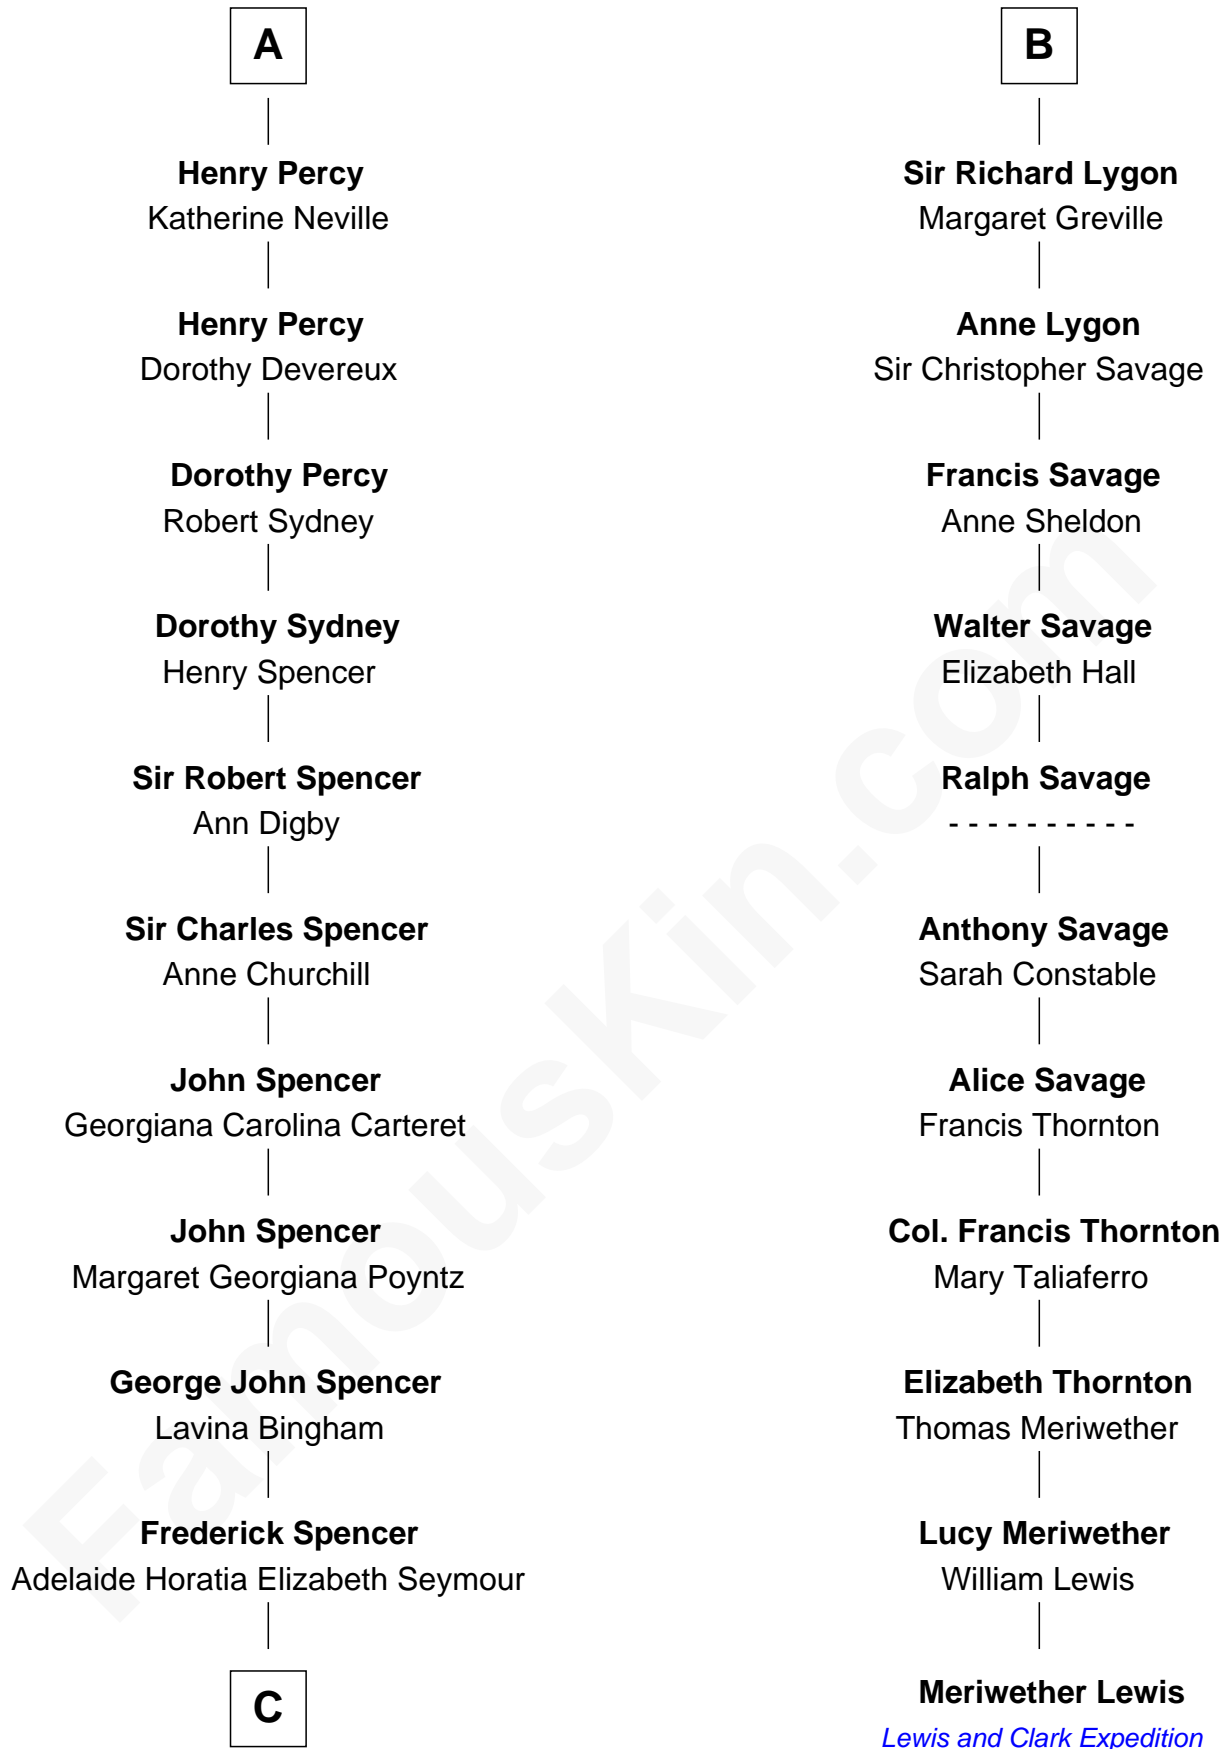 A
Henry Percy
Katherine Neville
Henry Percy
Dorothy Devereux
Dorothy Percy
Robert Sydney
Dorothy Sydney
Henry Spencer
Sir Robert Spencer
Ann Digby
Sir Charles Spencer
Anne Churchill
John Spencer
Georgiana Carolina Carteret
John Spencer
Margaret Georgiana Poyntz
George John Spencer
Lavina Bingham
Frederick Spencer
Adelaide Horatia Elizabeth Seymour
C
B
Sir Richard Lygon
Margaret Greville
Anne Lygon
Sir Christopher Savage
Francis Savage
Anne Sheldon
Walter Savage
Elizabeth Hall
Ralph Savage
- - - - - - - - - -
Anthony Savage
Sarah Constable
Alice Savage
Francis Thornton
Col. Francis Thornton
Mary Taliaferro
Elizabeth Thornton
Thomas Meriwether
Lucy Meriwether
William Lewis
Meriwether Lewis
Lewis and Clark Expedition
FamousKin.com